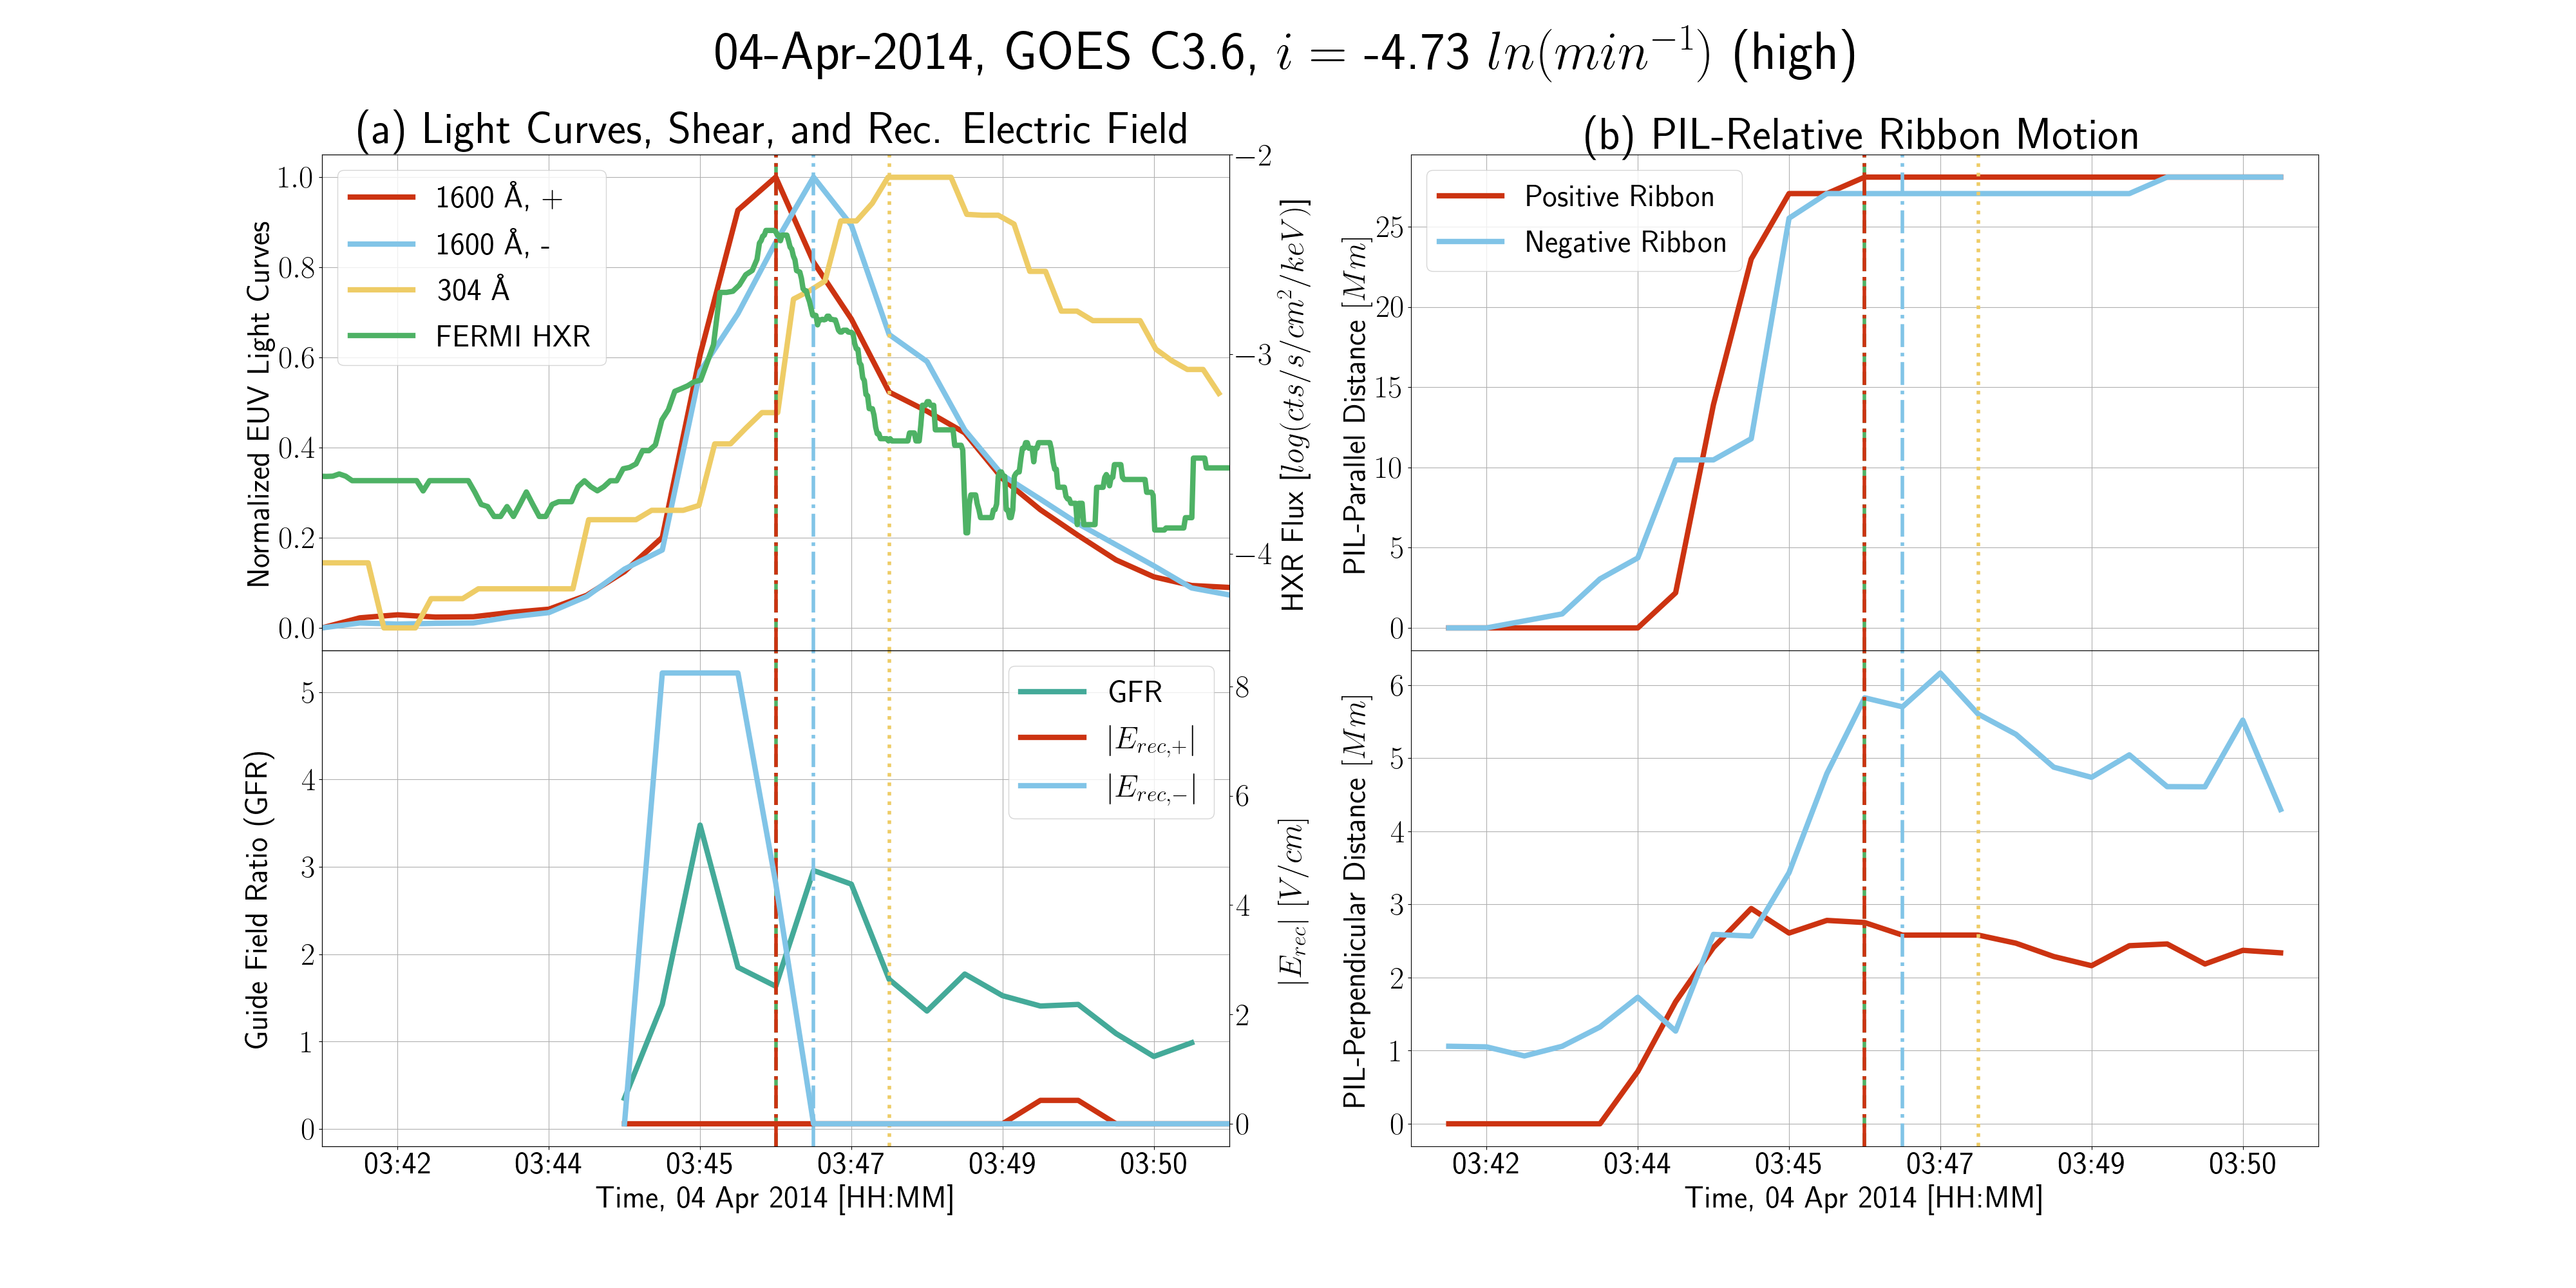 04-Apr-2014, GOES C3.6, i = -4.73 ln(min⁻¹) (high)
(a) Light Curves, Shear, and Rec. Electric Field
1.0
0.8
0.6
0.4
0.2
0.0
Normalized EUV Light Curves
1600 Å, +
1600 Å, -
304 Å
FERMI HXR
−2
−3
−4
HXR Flux [log(cts/s/cm²/keV)]
5
4
3
2
1
0
Guide Field Ratio (GFR)
GFR
|E_rec,+|
|E_rec,−|
8
6
4
2
0
|E_rec| [V/cm]
03:42 03:44 03:45 03:47 03:49 03:50
Time, 04 Apr 2014 [HH:MM]
(b) PIL-Relative Ribbon Motion
25
20
15
10
5
0
PIL-Parallel Distance [Mm]
Positive Ribbon
Negative Ribbon
6
5
4
3
2
1
0
PIL-Perpendicular Distance [Mm]
03:42 03:44 03:45 03:47 03:49 03:50
Time, 04 Apr 2014 [HH:MM]